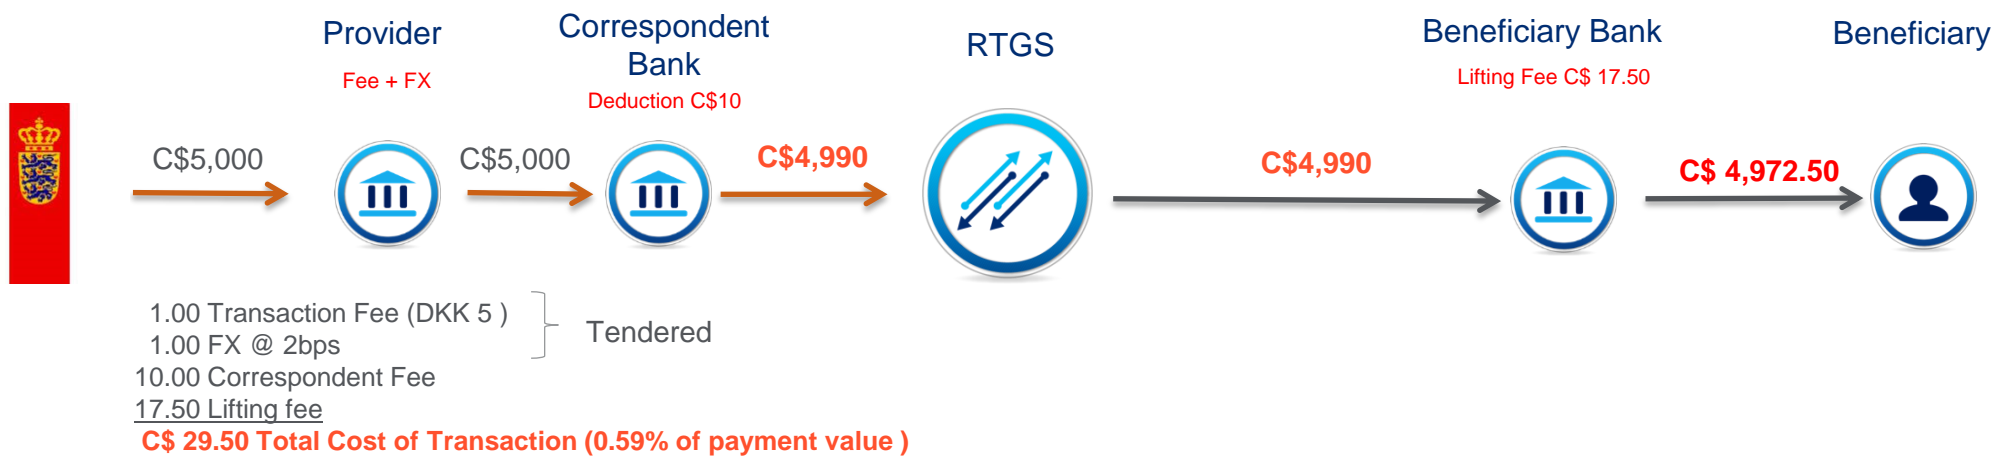 Provider
Fee + FX
Correspondent
Bank
Deduction C$10
RTGS
Beneficiary Bank
Lifting Fee C$ 17.50
Beneficiary
C$5,000
C$5,000
C$4,990
C$4,990
C$ 4,972.50
1.00 Transaction Fee (DKK 5 )
1.00 FX @ 2bps
Tendered
10.00 Correspondent Fee
17.50 Lifting fee
C$ 29.50 Total Cost of Transaction (0.59% of payment value )